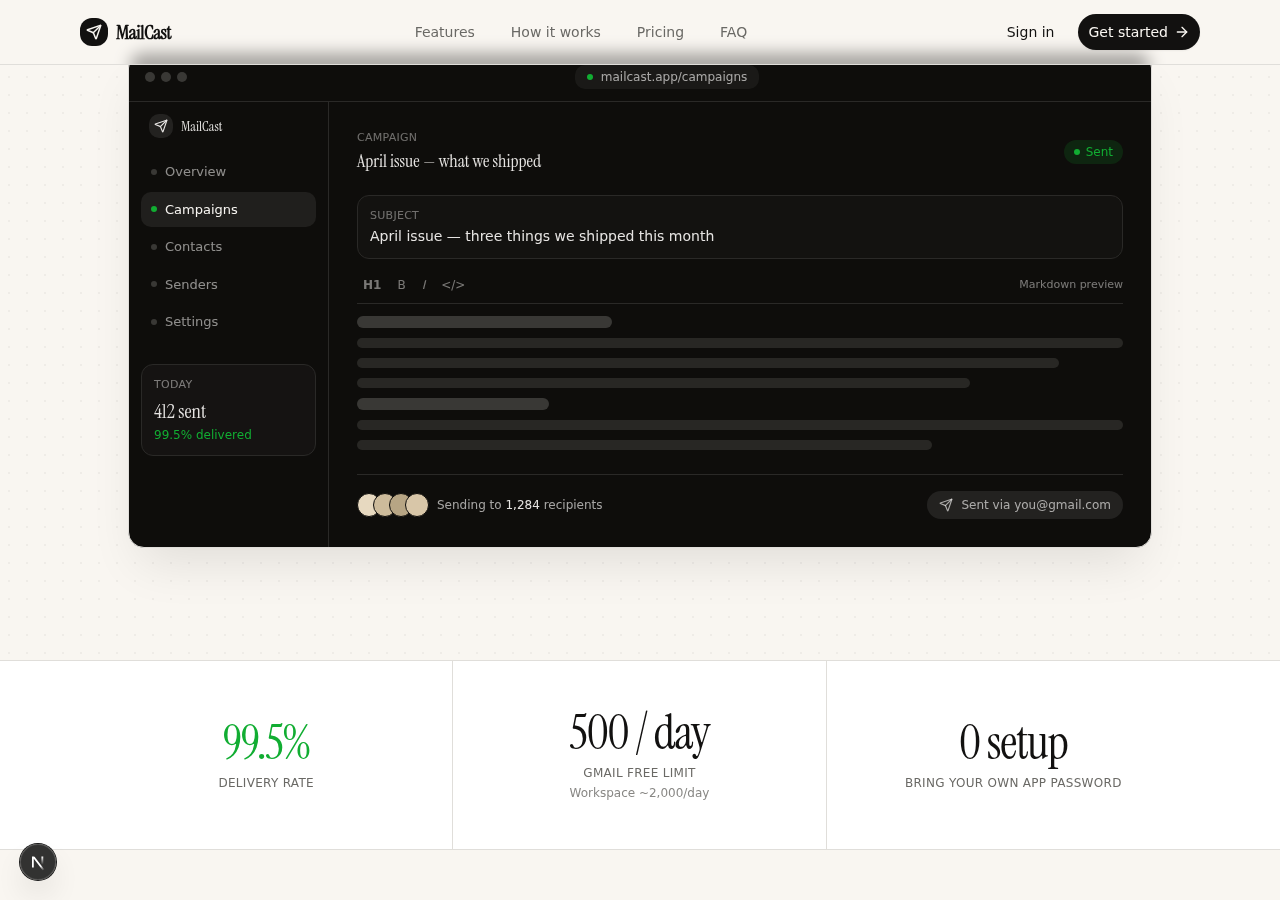 MailCast
Features
How it works
Pricing
FAQ
Sign in
Get started
mailcast.app/campaigns
MailCast
Overview
Campaigns
Contacts
Senders
Settings
TODAY
412 sent
99.5% delivered
CAMPAIGN
April issue — what we shipped
Sent
SUBJECT
April issue — three things we shipped this month
H1 B I </>
Markdown preview
Sending to 1,284 recipients
Sent via you@gmail.com
99.5%
DELIVERY RATE
500 / day
GMAIL FREE LIMIT
Workspace ~2,000/day
0 setup
BRING YOUR OWN APP PASSWORD
N